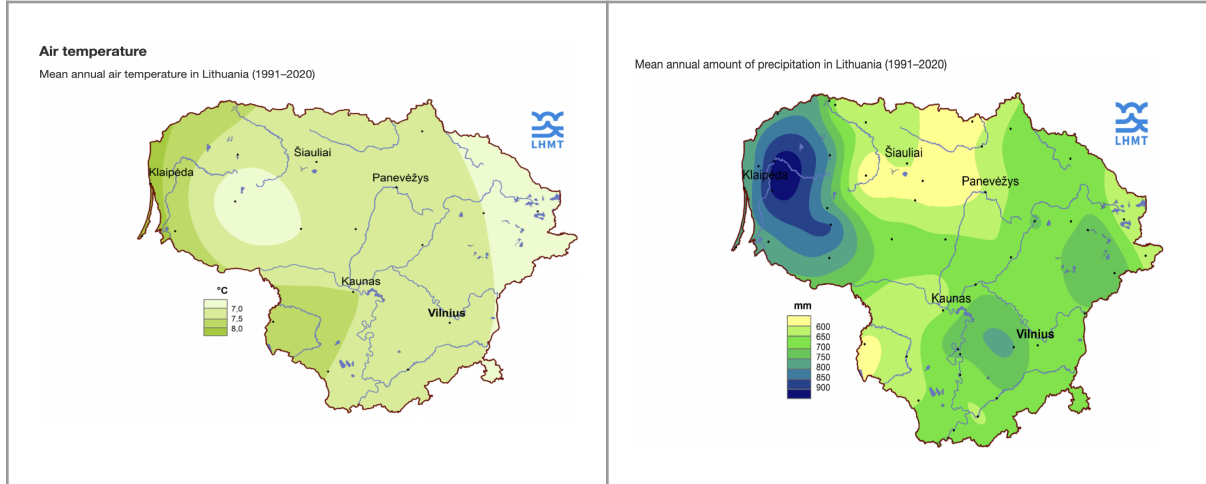 Air temperature
Mean annual air temperature in Lithuania (1991–2020)
LHMT
Klaipėda
Šiauliai
Panevėžys
Kaunas
Vilnius
°C
7,0
7,5
8,0
Mean annual amount of precipitation in Lithuania (1991–2020)
LHMT
Klaipėda
Šiauliai
Panevėžys
Kaunas
Vilnius
mm
600
650
700
750
800
850
900